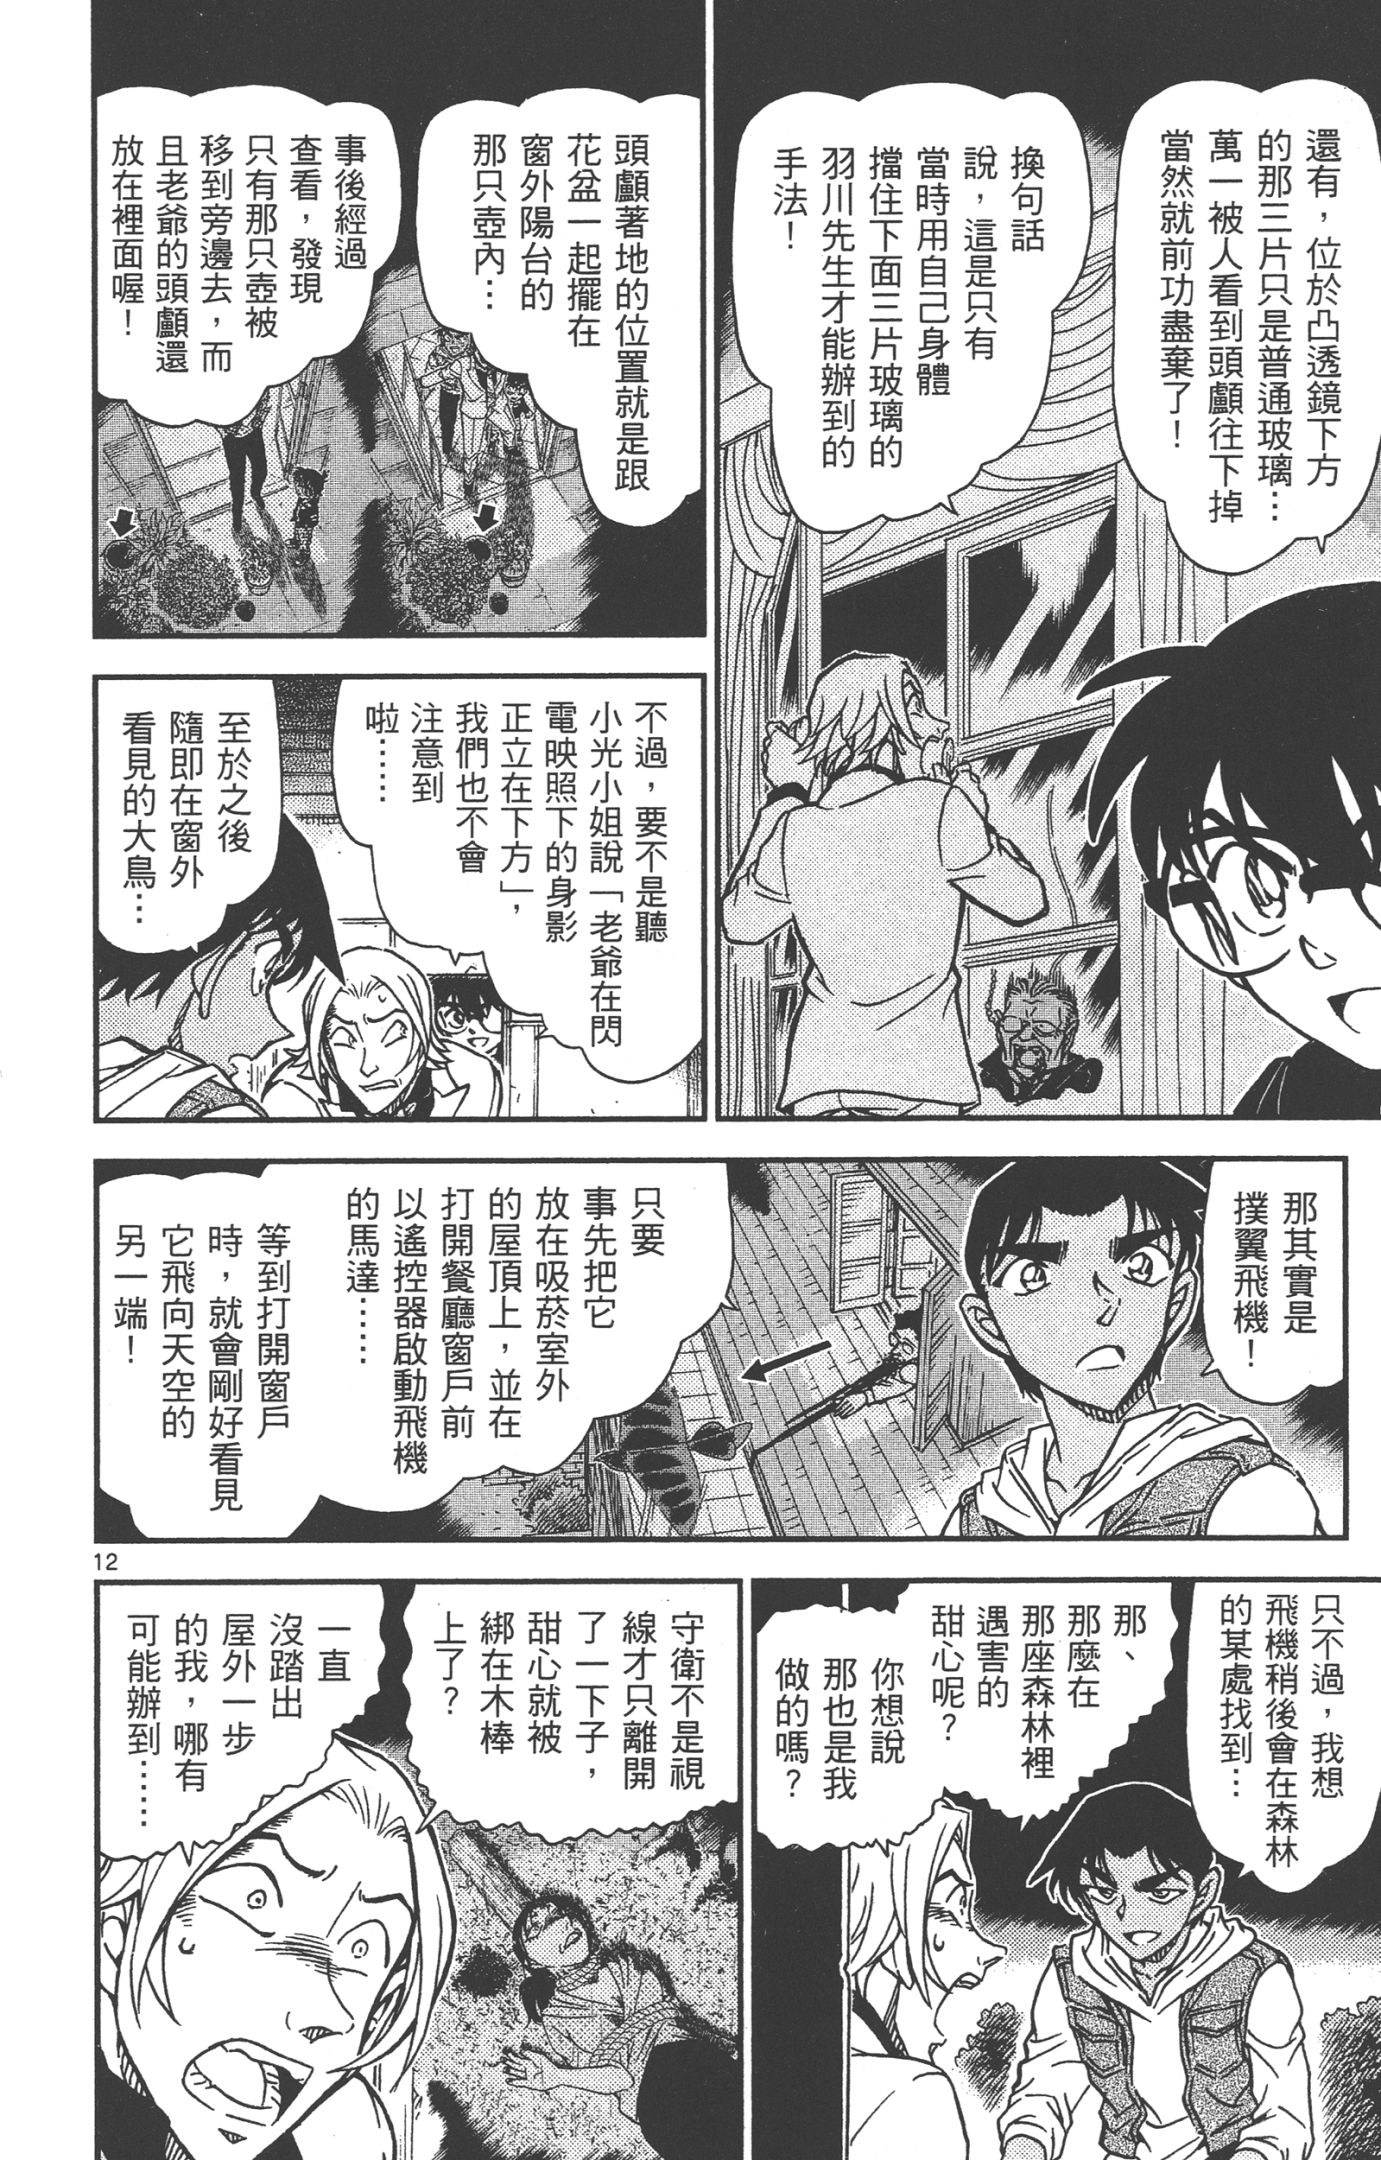 還有，位於凸透鏡下方
的那三片只是普通玻璃…
萬一被人看到頭顱往下掉
當然就前功盡棄了！
換句話
說，這是只有
當時用自己身體
擋住下面三片玻璃的
羽川先生才能辦到的
手法！
頭顱著地的位置就是跟
花盆一起擺在
窗外陽台的
那只壺內…
事後經過
查看，發現
只有那只壺被
移到旁邊去，而
且老爺的頭顱還
放在裡面喔！
不過，要不是聽
小光小姐說「老爺在閃
電映照下的身影
正立在下方」，
我們也不會
注意到
啦……
至於之後
隨即在窗外
看見的大鳥…
那其實是
撲翼飛機！
只要
事先把它
放在吸菸室外
的屋頂上，並在
打開餐廳窗戶前
以遙控器啟動飛機
的馬達……
等到打開窗戶
時，就會剛好看見
它飛向天空的
另一端！
只不過，我想
飛機稍後會在森林
的某處找到…
那、
那麼在
那座森林裡
遇害的
甜心呢？
你想說
那也是我
做的嗎？
守衛不是視
線才只離開
了一下子，
甜心就被
綁在木棒
上了？
一直
沒踏出
屋外一步
的我，哪有
可能辦到……
12